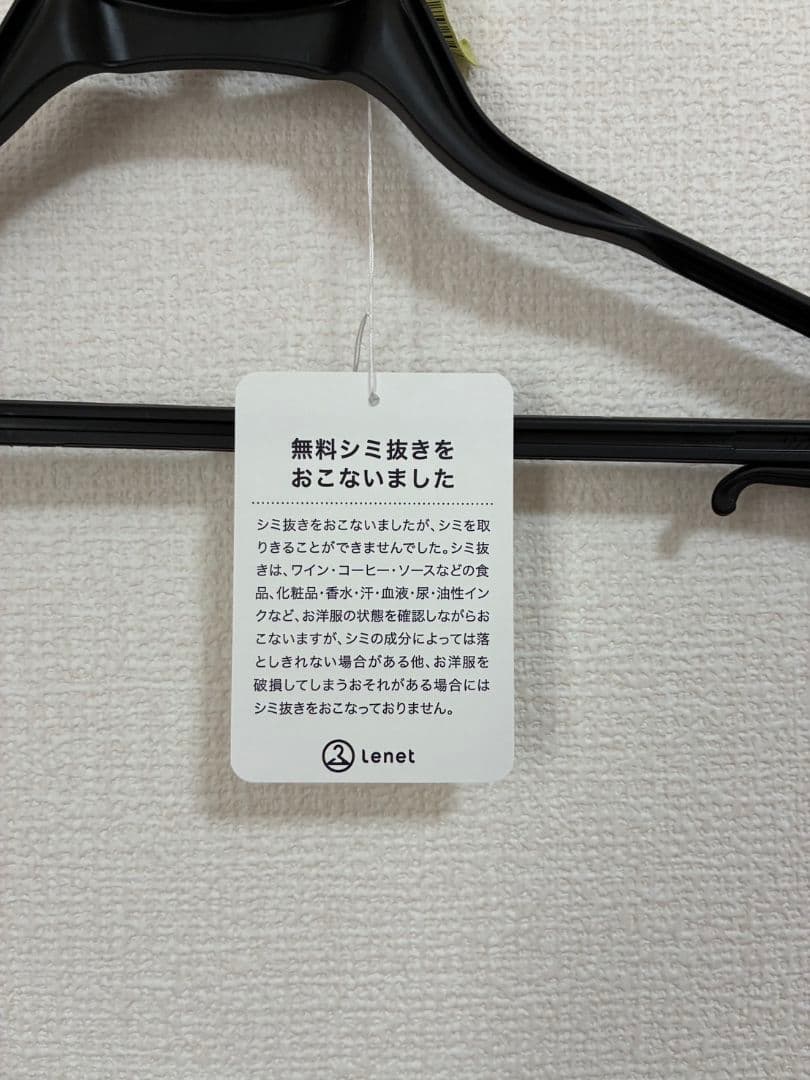 無料シミ抜きを
おこないました
シミ抜きをおこないましたが、シミを取
りきることができませんでした。シミ抜
きは、ワイン・コーヒー・ソースなどの食
品、化粧品・香水・汗・血液・尿・油性イン
クなど、お洋服の状態を確認しながらお
こないますが、シミの成分によっては落
としきれない場合がある他、お洋服を
破損してしまうおそれがある場合には
シミ抜きをおこなっておりません。
Lenet